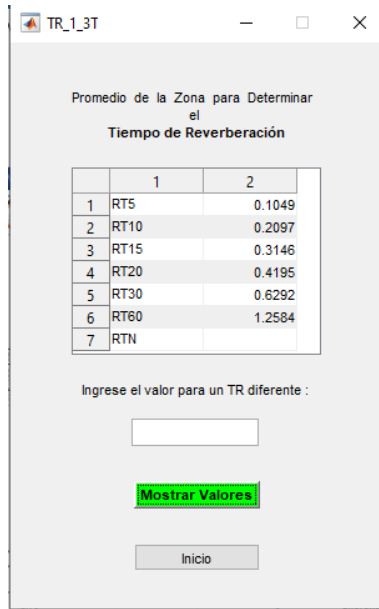 TR_1_3T
Promedio de la Zona para Determinar
el
Tiempo de Reverberación
1 2
1 RT5 0.1049
2 RT10 0.2097
3 RT15 0.3146
4 RT20 0.4195
5 RT30 0.6292
6 RT60 1.2584
7 RTN
Ingrese el valor para un TR diferente :
Mostrar Valores
Inicio